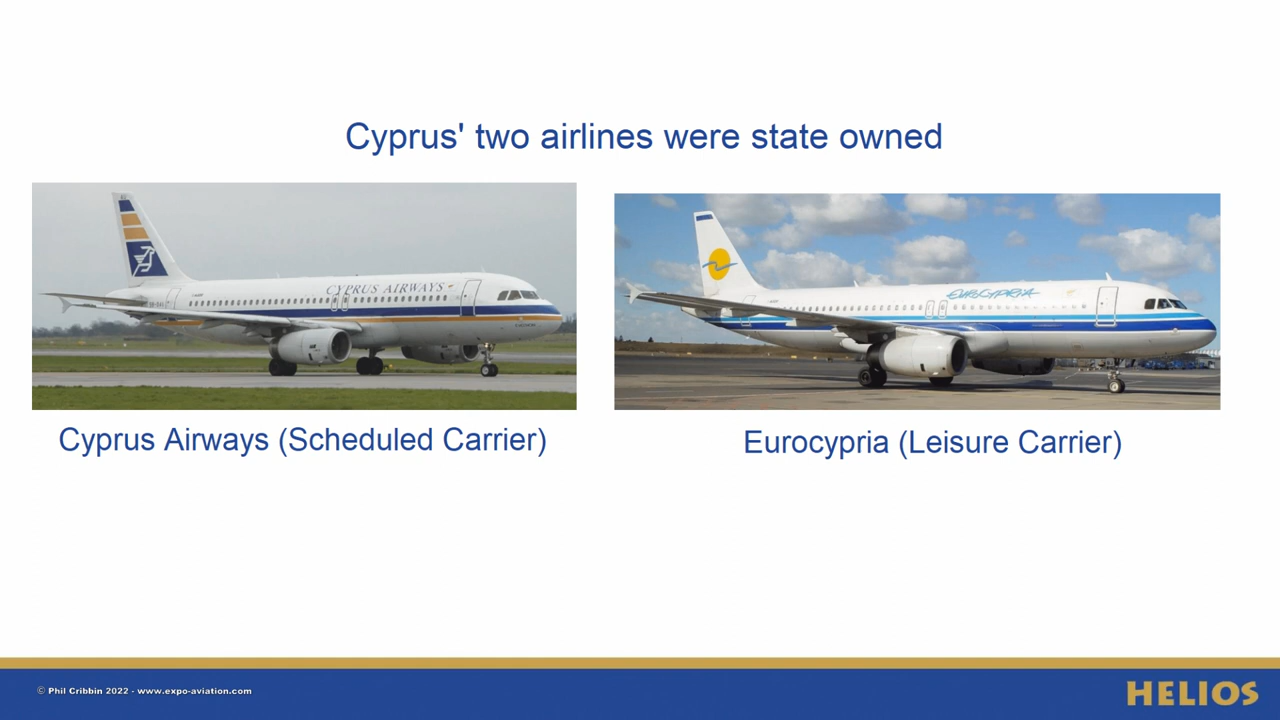 Cyprus' two airlines were state owned
CYPRUS AIRWAYS
EUROCYPRIA
Cyprus Airways (Scheduled Carrier)
Eurocypria (Leisure Carrier)
© Phil Cribbin 2022 - www.expo-aviation.com
HELIOS